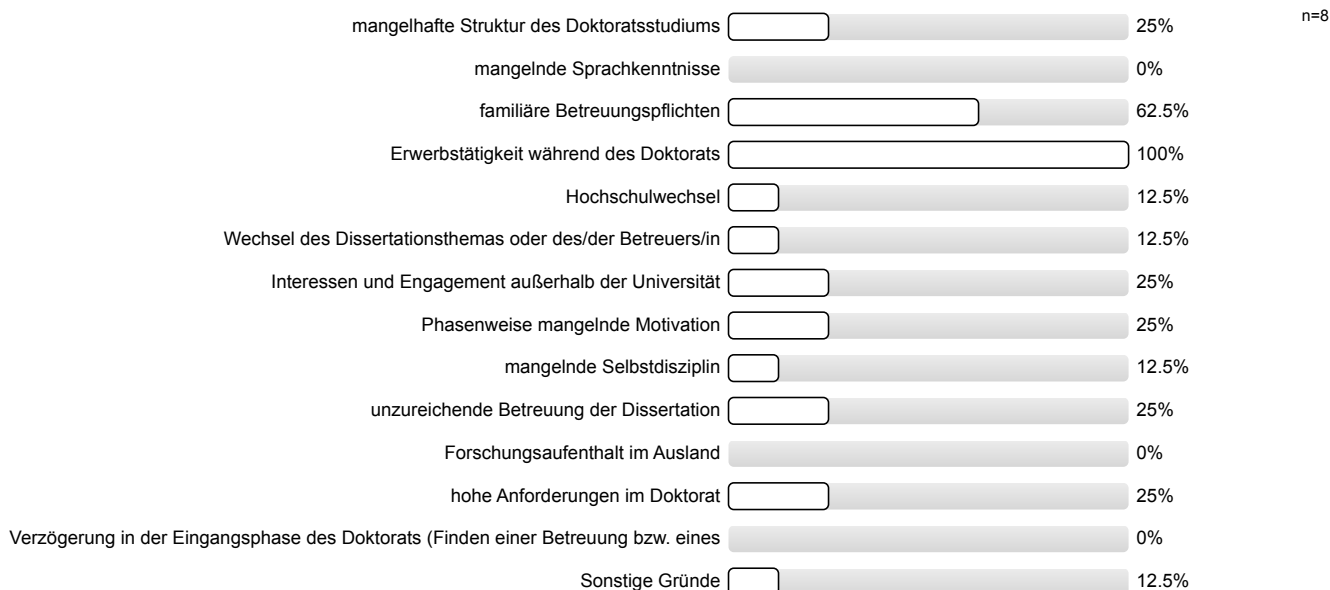 n=8
mangelhafte Struktur des Doktoratsstudiums 25%
mangelnde Sprachkenntnisse 0%
familiäre Betreuungspflichten 62.5%
Erwerbstätigkeit während des Doktorats 100%
Hochschulwechsel 12.5%
Wechsel des Dissertationsthemas oder des/der Betreuers/in 12.5%
Interessen und Engagement außerhalb der Universität 25%
Phasenweise mangelnde Motivation 25%
mangelnde Selbstdisziplin 12.5%
unzureichende Betreuung der Dissertation 25%
Forschungsaufenthalt im Ausland 0%
hohe Anforderungen im Doktorat 25%
Verzögerung in der Eingangsphase des Doktorats (Finden einer Betreuung bzw. eines 0%
Sonstige Gründe 12.5%